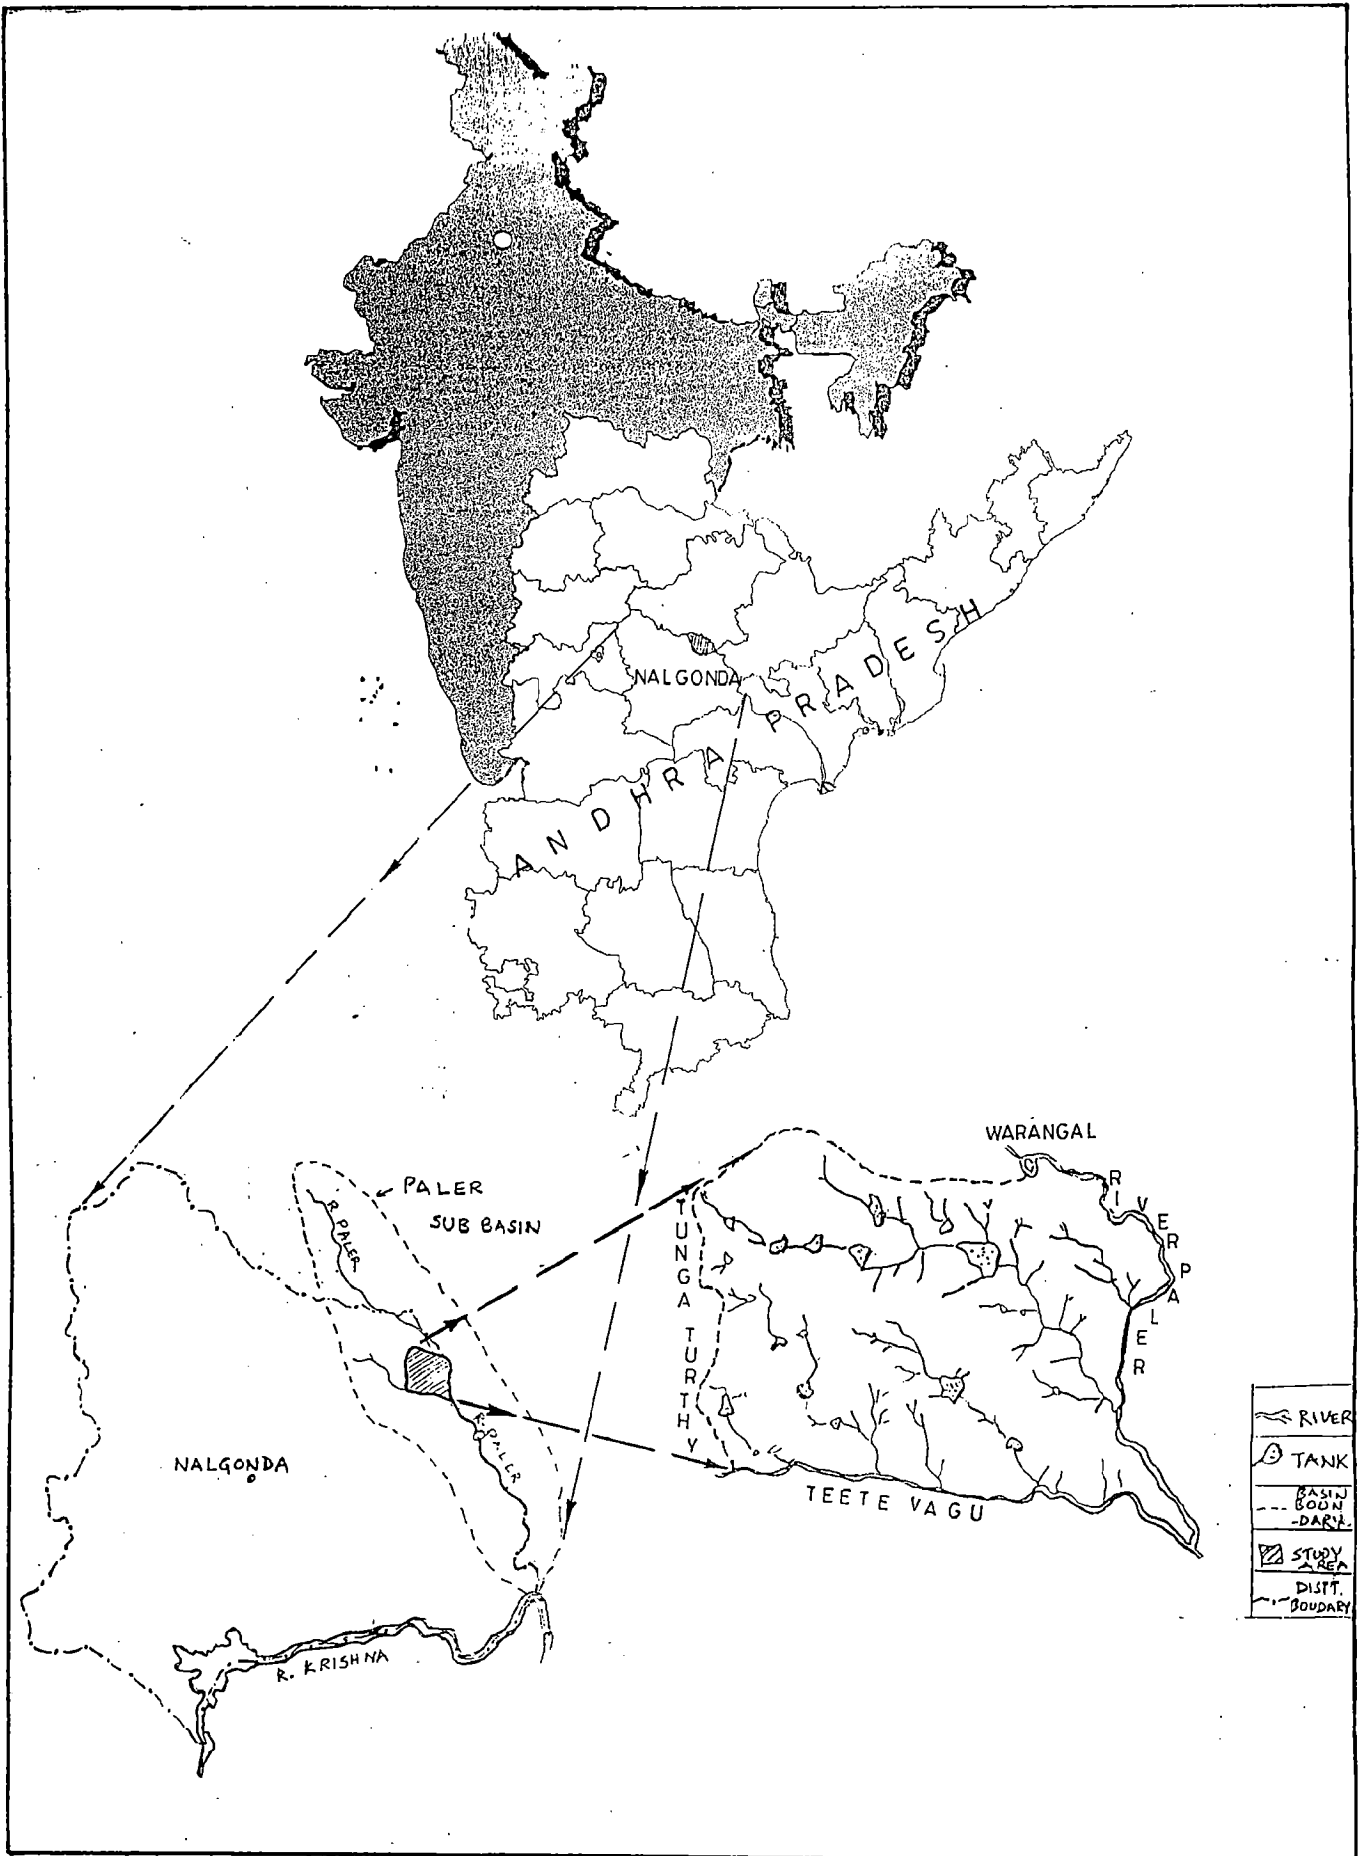 NALGONDA
ANDHRA PRADESH
WARANGAL
RIVER PALER
PALER
SUB BASIN
R PALER
TUNGA TURTHY
R. PALER
NALGONDA
TEETE VAGU
R. KRISHNA
RIVER
TANK
BASIN
BOUN
-DARY.
STUDY
AREA
DISTT.
BOUDARY